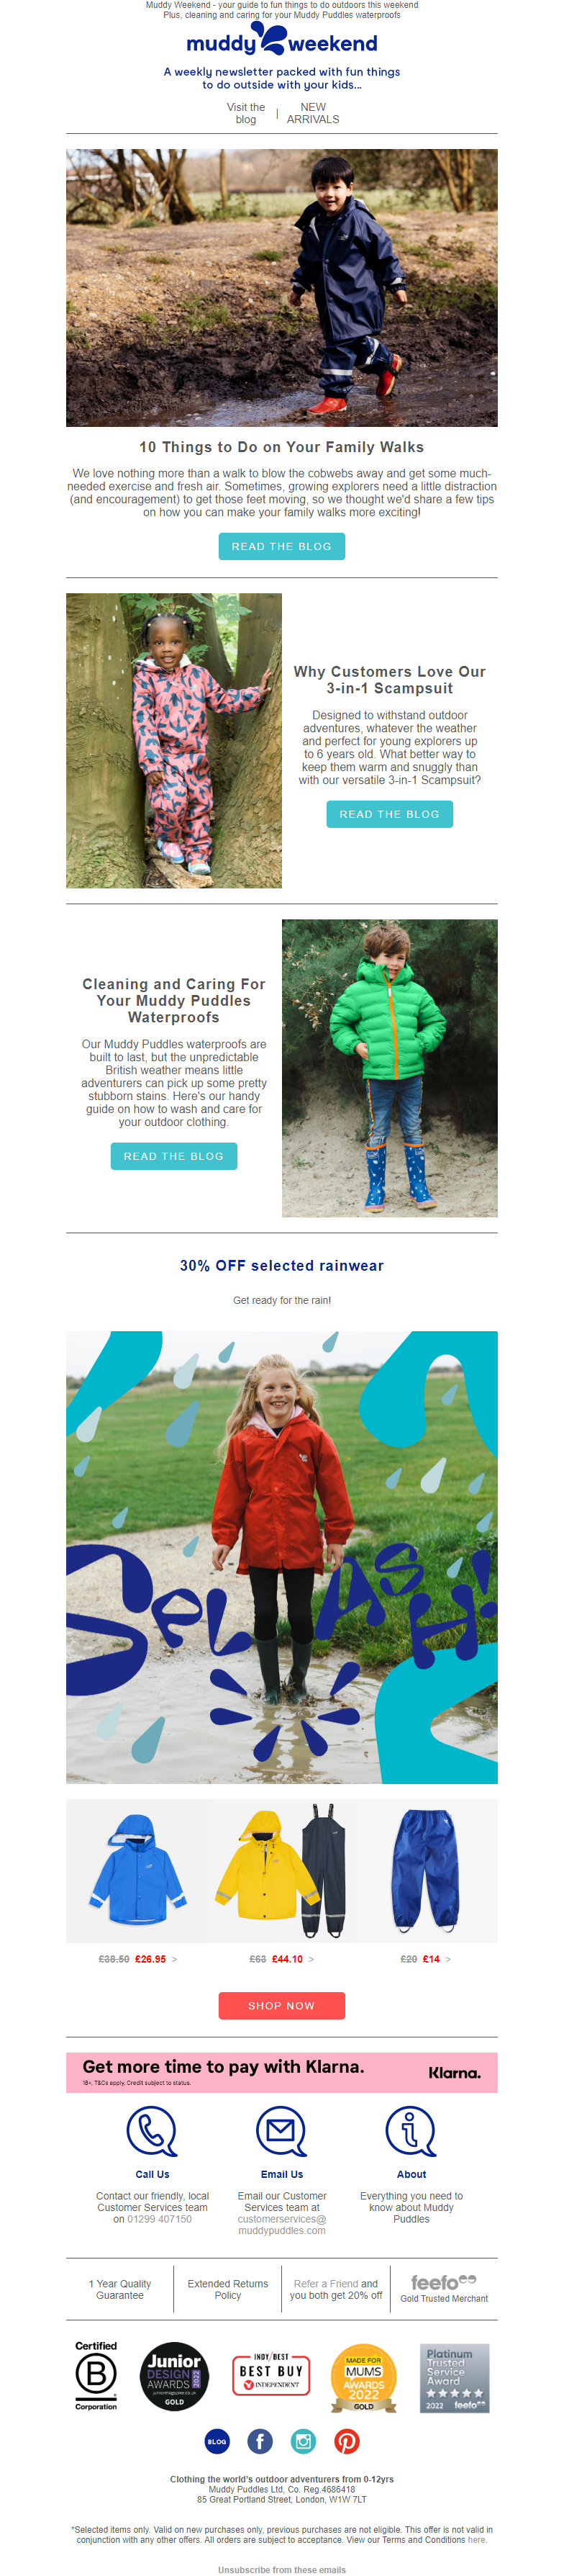 Muddy Weekend - your guide to fun things to do outdoors this weekend
Plus, cleaning and caring for your Muddy Puddles waterproofs
muddy weekend
A weekly newsletter packed with fun things
to do outside with your kids...
Visit the
blog
|
NEW
ARRIVALS
10 Things to Do on Your Family Walks
We love nothing more than a walk to blow the cobwebs away and get some much-
needed exercise and fresh air. Sometimes, growing explorers need a little distraction
(and encouragement) to get those feet moving, so we thought we'd share a few tips
on how you can make your family walks more exciting!
READ THE BLOG
Why Customers Love Our
3-in-1 Scampsuit
Designed to withstand outdoor
adventures, whatever the weather
and perfect for young explorers up
to 6 years old. What better way to
keep them warm and snuggly than
with our versatile 3-in-1 Scampsuit?
READ THE BLOG
Cleaning and Caring For
Your Muddy Puddles
Waterproofs
Our Muddy Puddles waterproofs are
built to last, but the unpredictable
British weather means little
adventurers can pick up some pretty
stubborn stains. Here's our handy
guide on how to wash and care for
your outdoor clothing.
READ THE BLOG
30% OFF selected rainwear
Get ready for the rain!
SPLASH!
£38.50 £26.95 >
£63 £44.10 >
£20 £14 >
SHOP NOW
Get more time to pay with Klarna.
18+, T&Cs apply. Credit subject to status.
Klarna.
Call Us
Contact our friendly, local
Customer Services team
on 01299 407150
Email Us
Email our Customer
Services team at
customerservices@
muddypuddles.com
About
Everything you need to
know about Muddy
Puddles
1 Year Quality
Guarantee
Extended Returns
Policy
Refer a Friend and
you both get 20% off
feefo
Gold Trusted Merchant
Certified
B
Corporation
Junior
DESIGN
AWARDS
2022
GOLD
INDY/BEST
BEST BUY
INDEPENDENT
MADE FOR
MUMS
AWARDS
2022
GOLD
Platinum
Trusted
Service
Award
2022 feefo
BLOG
Clothing the world's outdoor adventurers from 0-12yrs
Muddy Puddles Ltd, Co. Reg.4686418
85 Great Portland Street, London, W1W 7LT
*Selected items only. Valid on new purchases only, previous purchases are not eligible. This offer is not valid in
conjunction with any other offers. All orders are subject to acceptance. View our Terms and Conditions here.
Unsubscribe from these emails